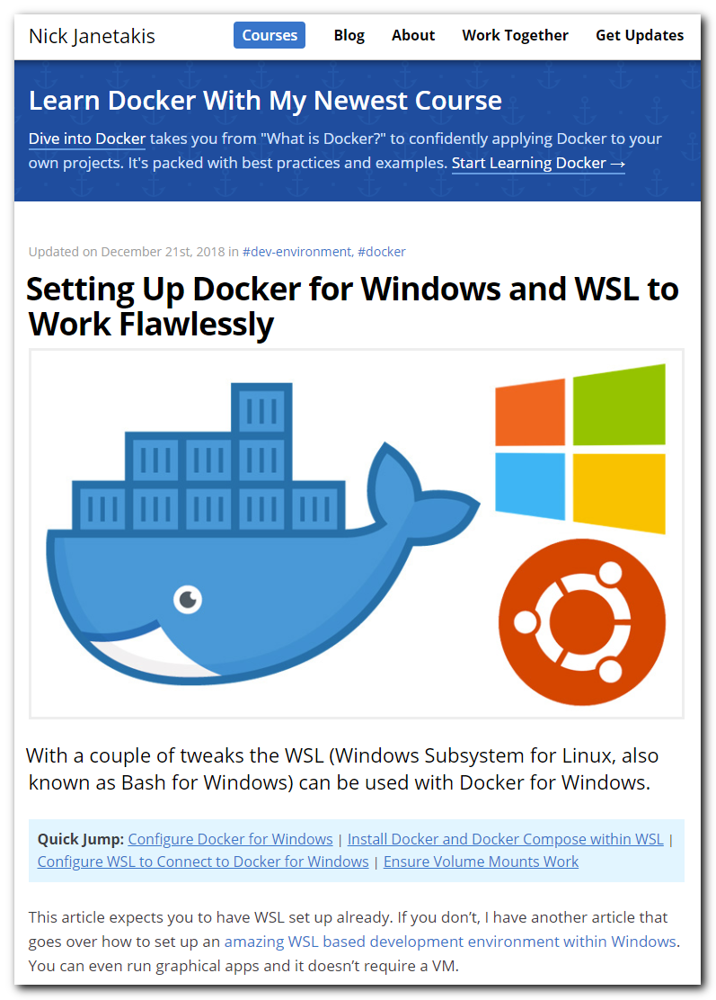 Nick Janetakis
Courses Blog About Work Together Get Updates
Learn Docker With My Newest Course
Dive into Docker takes you from "What is Docker?" to confidently applying Docker to your
own projects. It's packed with best practices and examples. Start Learning Docker →
Updated on December 21st, 2018 in #dev-environment, #docker
Setting Up Docker for Windows and WSL to
Work Flawlessly
With a couple of tweaks the WSL (Windows Subsystem for Linux, also
known as Bash for Windows) can be used with Docker for Windows.
Quick Jump: Configure Docker for Windows | Install Docker and Docker Compose within WSL |
Configure WSL to Connect to Docker for Windows | Ensure Volume Mounts Work
This article expects you to have WSL set up already. If you don’t, I have another article that
goes over how to set up an amazing WSL based development environment within Windows.
You can even run graphical apps and it doesn’t require a VM.